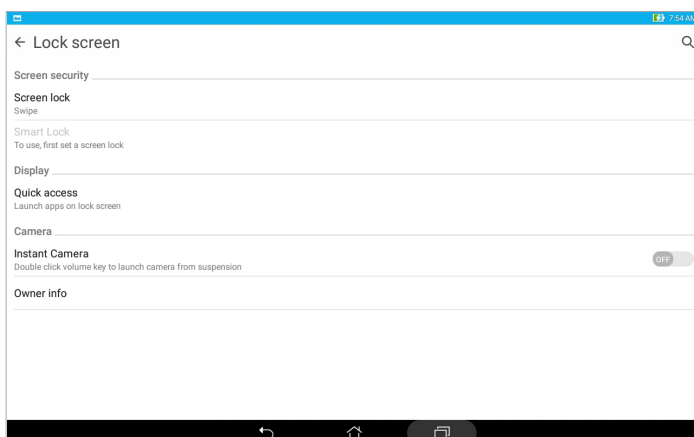 7:54 AM
Lock screen
Screen security
Screen lock
Swipe
Smart Lock
To use, first set a screen lock
Display
Quick access
Launch apps on lock screen
Camera
Instant Camera
Double click volume key to launch camera from suspension
OFF
Owner info